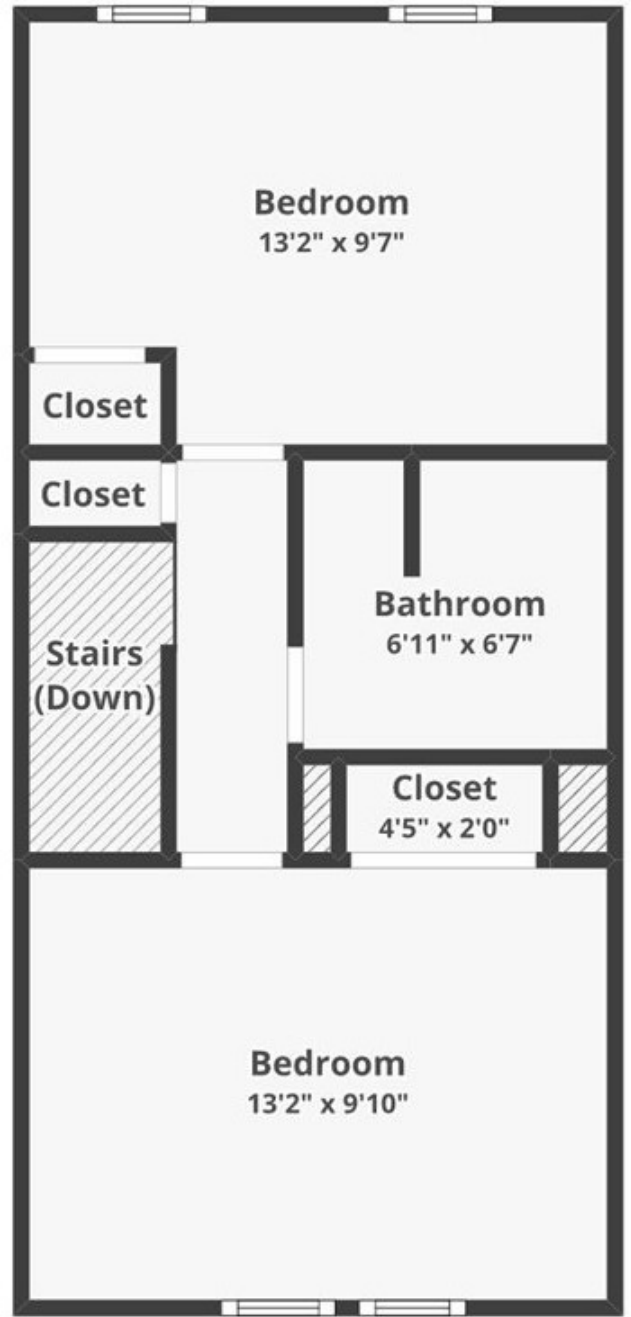 Bedroom
13'2" x 9'7"
Closet
Closet
Bathroom
6'11" x 6'7"
Stairs
(Down)
Closet
4'5" x 2'0"
Bedroom
13'2" x 9'10"